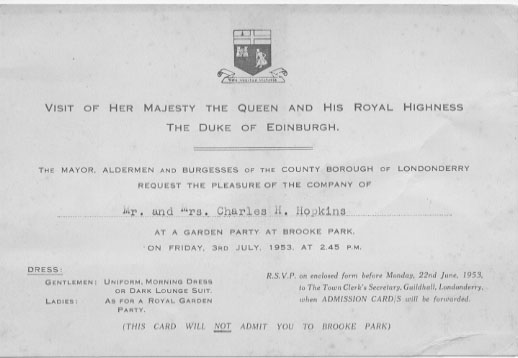 VISIT OF HER MAJESTY THE QUEEN AND HIS ROYAL HIGHNESS
THE DUKE OF EDINBURGH.
THE MAYOR, ALDERMEN AND BURGESSES OF THE COUNTY BOROUGH OF LONDONDERRY
REQUEST THE PLEASURE OF THE COMPANY OF
Mr. and Mrs. Charles H. Hopkins
AT A GARDEN PARTY AT BROOKE PARK.
ON FRIDAY, 3RD JULY, 1953, AT 2.45 P.M.
DRESS:
GENTLEMEN: UNIFORM, MORNING DRESS
OR DARK LOUNGE SUIT.
LADIES: AS FOR A ROYAL GARDEN
PARTY.
R.S.V.P. on enclosed form before Monday, 22nd June, 1953,
to The Town Clerk's Secretary, Guildhall, Londonderry,
when ADMISSION CARD/S will be forwarded.
(THIS CARD WILL NOT ADMIT YOU TO BROOKE PARK)